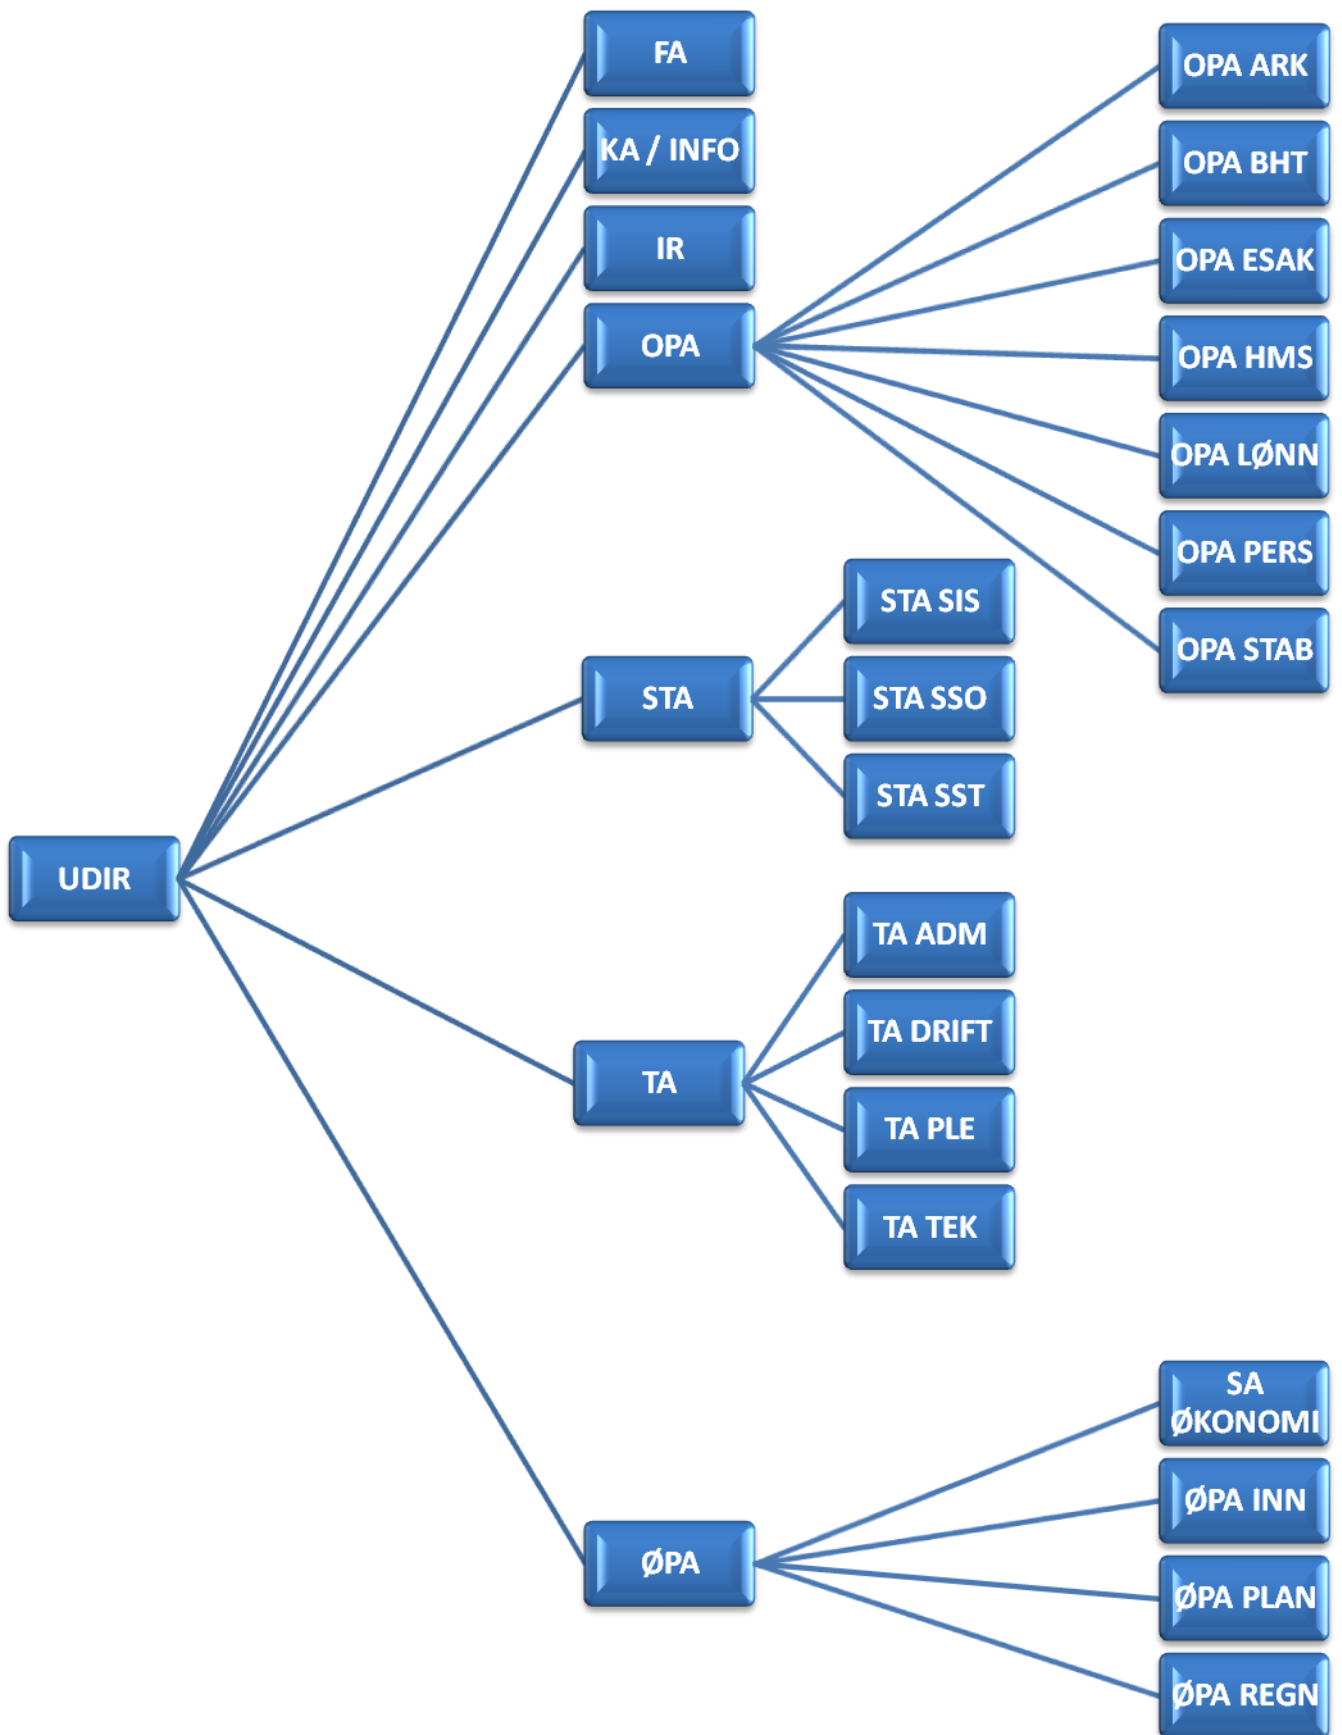 UDIR
FA
KA / INFO
IR
OPA
OPA ARK
OPA BHT
OPA ESAK
OPA HMS
OPA LØNN
OPA PERS
OPA STAB
STA
STA SIS
STA SSO
STA SST
TA
TA ADM
TA DRIFT
TA PLE
TA TEK
ØPA
SA
ØKONOMI
ØPA INN
ØPA PLAN
ØPA REGN